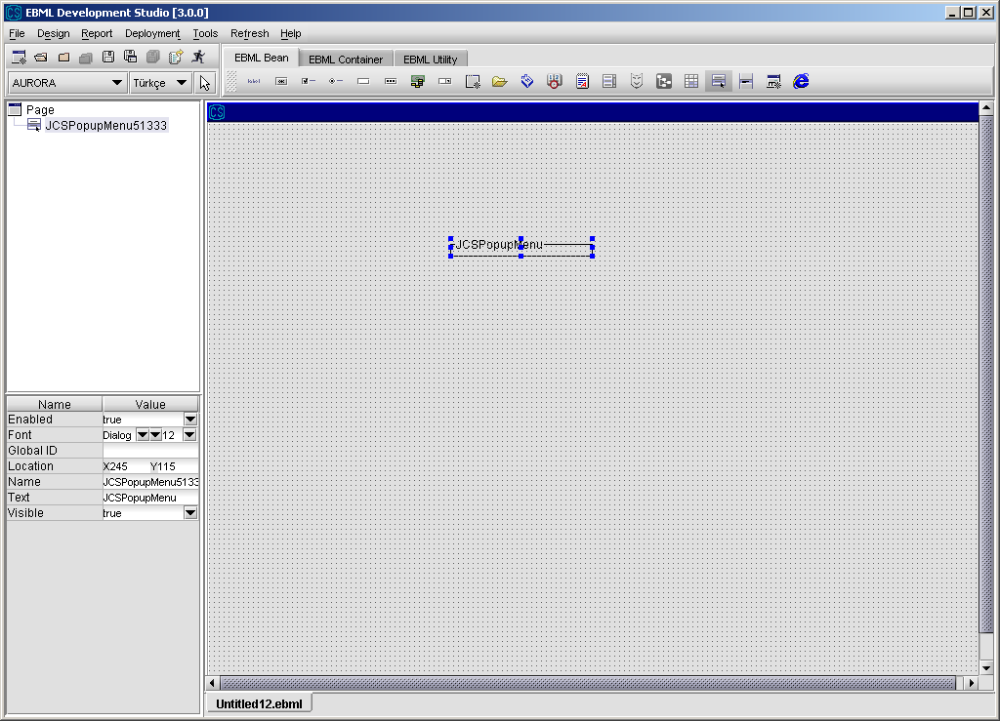 EBML Development Studio [3.0.0]
File Design Report Deployment Tools Refresh Help
EBML Bean EBML Container EBML Utility
AURORA Türkçe
Page
JCSPopupMenu51333
CS
JCSPopupMenu
Name Value
Enabled true
Font Dialog 12
Global ID
Location X245 Y115
Name JCSPopupMenu5133
Text JCSPopupMenu
Visible true
Untitled12.ebml